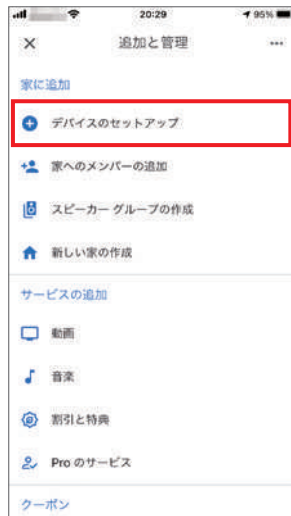 20:29
95%
追加と管理
家に追加
デバイスのセットアップ
家へのメンバーの追加
スピーカー グループの作成
新しい家の作成
サービスの追加
動画
音楽
割引と特典
Pro のサービス
クーポン